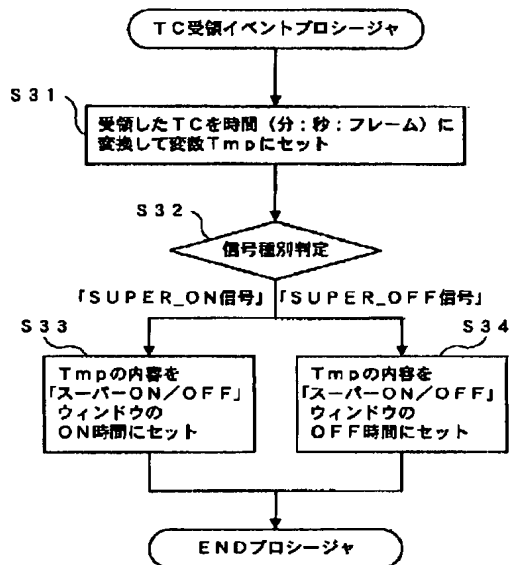 TC受領イベントプロシージャ
S31
受領したTCを時間(分:秒:フレーム)に
変換して変数Tmpにセット
S32
信号種別判定
「SUPER_ON信号」「SUPER_OFF信号」
S33
S34
Tmpの内容を
「スーパーON/OFF」
ウィンドウの
ON時間にセット
Tmpの内容を
「スーパーON/OFF」
ウィンドウの
OFF時間にセット
ENDプロシージャ